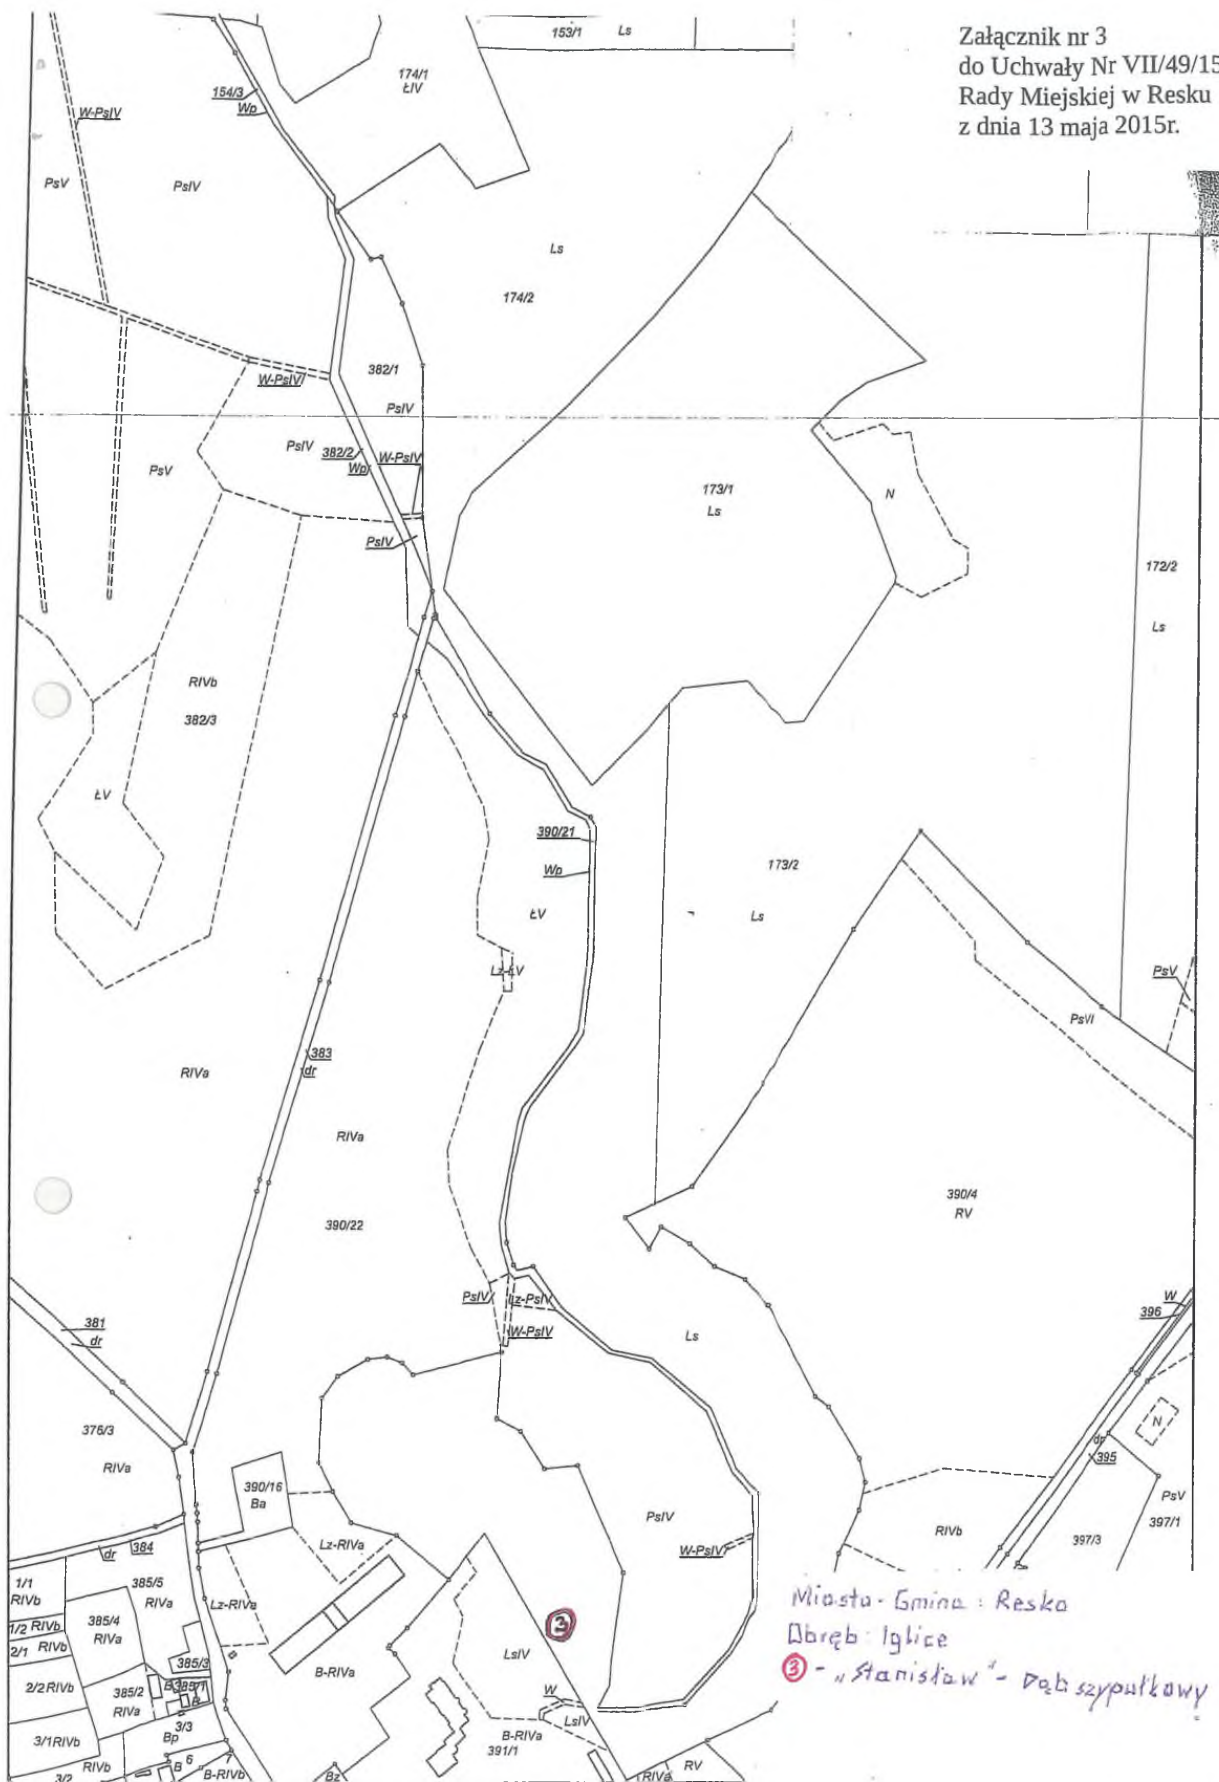 Załącznik nr 3
do Uchwały Nr VII/49/15
Rady Miejskiej w Resku
z dnia 13 maja 2015r.
153/1 Ls
174/1
ŁIV
154/3
Wp
W-PsIV
PsV
PsIV
Ls
174/2
382/1
W-PsIV
PsIV
PsIV
382/2
W-PsIV
Wp
PsV
173/1
Ls
N
PsIV
172/2
Ls
RIVb
382/3
ŁV
390/21
Wp
173/2
ŁV
Ls
Lz-ŁV
PsV
PsVI
383
dr
RIVa
RIVa
390/4
RV
390/22
PsIV
Lz-PsIV
W
396
381
dr
W-PsIV
Ls
376/3
N
RIVa
dr
395
390/16
Ba
PsV
PsIV
397/1
RIVb
397/3
Lz-RIVa
W-PsIV
dr
384
1/1
RIVb
385/5
RIVa
Lz-RIVa
385/4
RIVa
1/2 RIVb
2/1 RIVb
3
LsIV
385/3
B-RIVa
2/2RIVb
385/2
RIVa
B
385/1
B
W
LsIV
3/3
Bp
3/1RIVb
B-RIVa
391/1
RIVb
B
6
7
B-RIVb
3/2
Bz
RIVa
RV
Miasto - Gmina : Resko
Obręb : Iglice
3 - „Stanisław" - Dąb szypułkowy